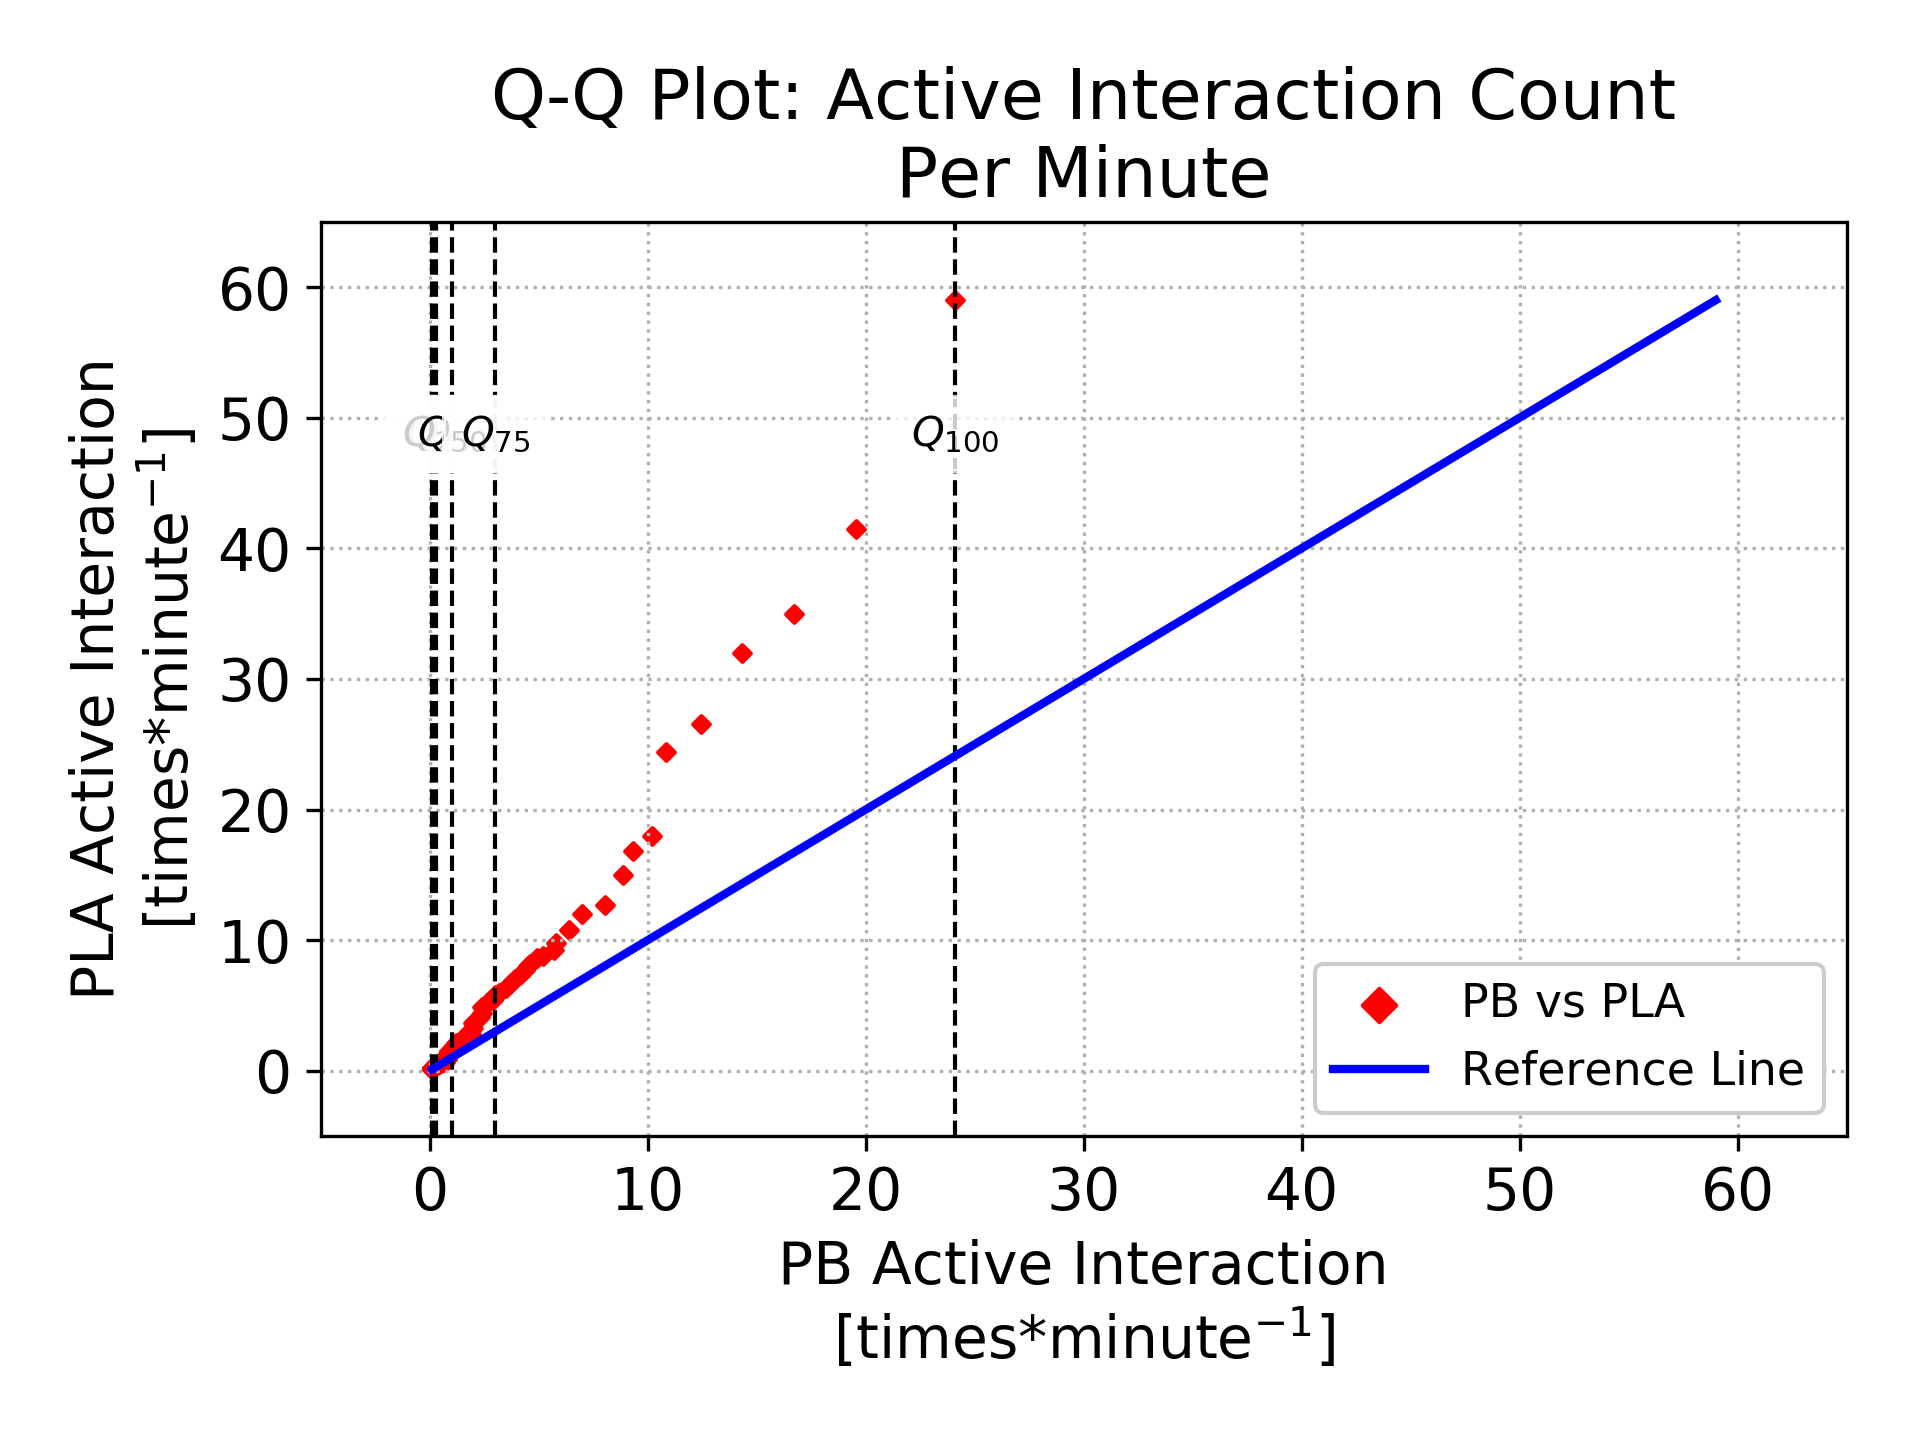 Q-Q Plot: Active Interaction Count
Per Minute
PLA Active Interaction
[times*minute⁻¹]
60
50
40
30
20
10
0
Q₇₅
Q₁₀₀
PB vs PLA
Reference Line
0 10 20 30 40 50 60
PB Active Interaction
[times*minute⁻¹]